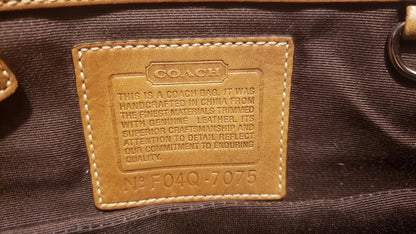 COACH
THIS IS A COACH BAG. IT WAS
HANDCRAFTED IN CHINA FROM
THE FINEST MATERIALS TRIMMED
WITH GENUINE LEATHER. ITS
SUPERIOR CRAFTSMANSHIP AND
ATTENTION TO DETAIL REFLECT
OUR COMMITMENT TO ENDURING
QUALITY.
Nº F04Q-7075